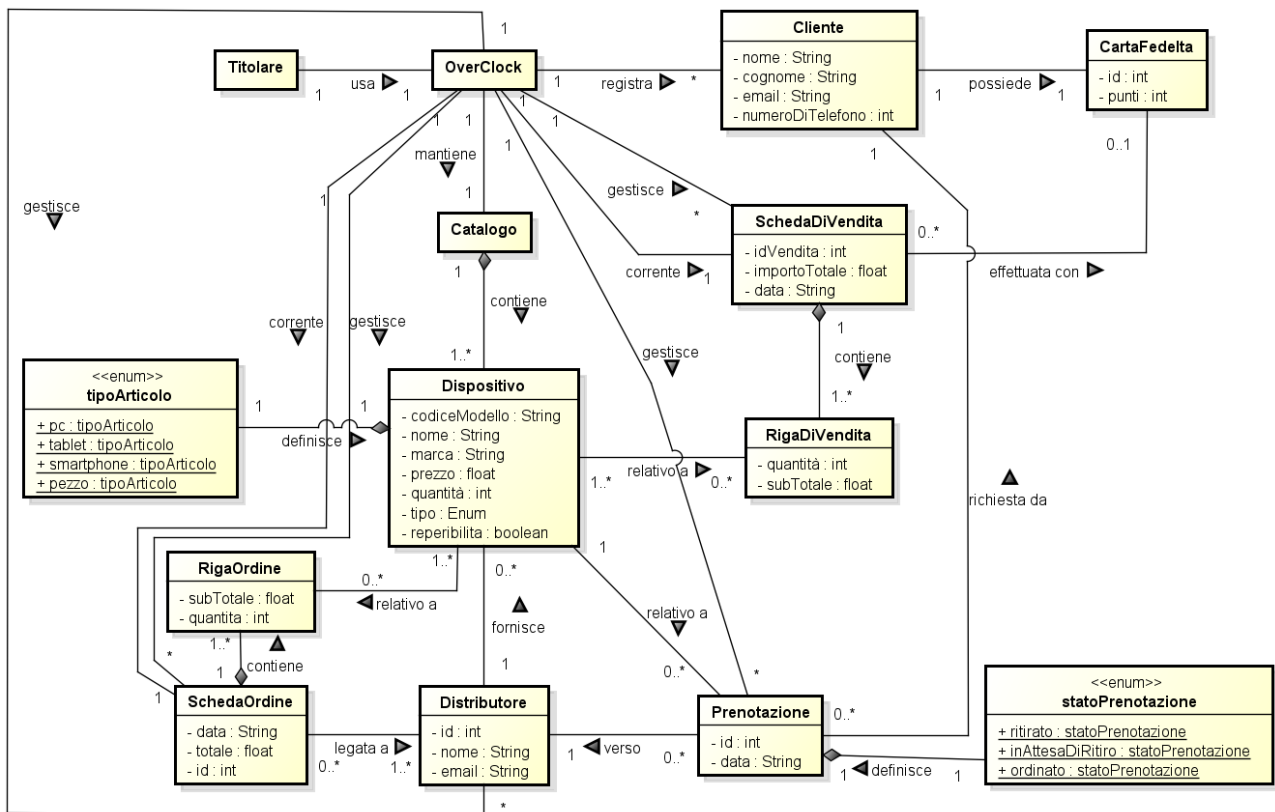 1
Cliente
- nome : String
- cognome : String
- email : String
- numeroDiTelefono : int
CartaFedelta
- id : int
- punti : int
Titolare
OverClock
usa
1
1
1
registra
*
1
possiede
1
1
1
1
1
1
1
0..1
1
mantiene
gestisce
1
1
gestisce
*
Catalogo
SchedaDiVendita
- idVendita : int
- importoTotale : float
- data : String
0..*
1
corrente
1
effettuata con
contiene
1
corrente
gestisce
gestisce
contiene
1..*
1..*
<<enum>>
tipoArticolo
+ pc : tipoArticolo
+ tablet : tipoArticolo
+ smartphone : tipoArticolo
+ pezzo : tipoArticolo
1
1
definisce
Dispositivo
- codiceModello : String
- nome : String
- marca : String
- prezzo : float
- quantità : int
- tipo : Enum
- reperibilita : boolean
RigaDiVendita
- quantità : int
- subTotale : float
relativo a
1..*
0..*
richiesta da
1..*
0..*
1
RigaOrdine
- subTotale : float
- quantita : int
0..*
relativo a
fornisce
relativo a
1..*
*
1
contiene
1
0..*
*
1
SchedaOrdine
- data : String
- totale : float
- id : int
legata a
0..*
1..*
Distributore
- id : int
- nome : String
- email : String
1
verso
0..*
Prenotazione
- id : int
- data : String
0..*
1
definisce
1
<<enum>>
statoPrenotazione
+ ritirato : statoPrenotazione
+ inAttesaDiRitiro : statoPrenotazione
+ ordinato : statoPrenotazione
*